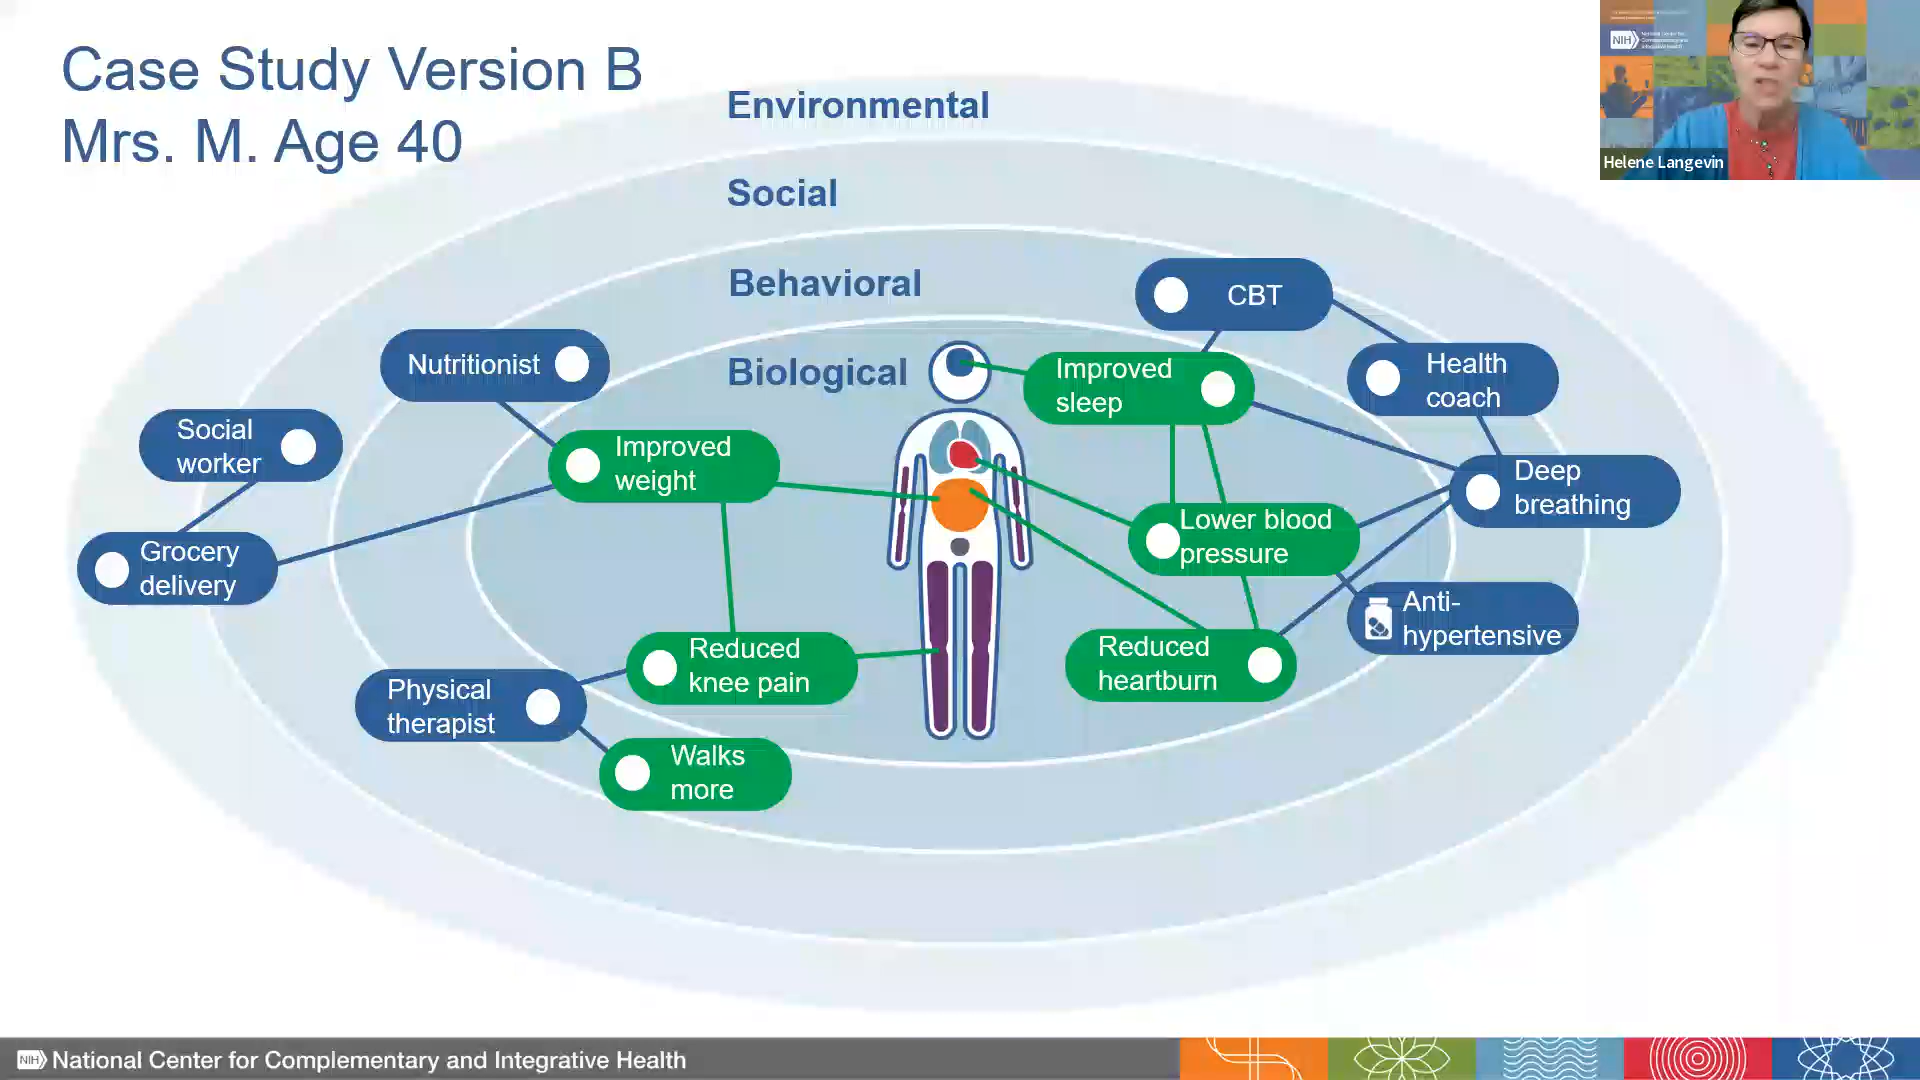 Case Study Version B
Mrs. M. Age 40
Environmental
Social
Behavioral
Biological
CBT
Health
coach
Improved
sleep
Deep
breathing
Lower blood
pressure
Anti-
hypertensive
Reduced
heartburn
Nutritionist
Social
worker
Improved
weight
Grocery
delivery
Reduced
knee pain
Physical
therapist
Walks
more
NIH
Helene Langevin
NIH National Center for Complementary and Integrative Health